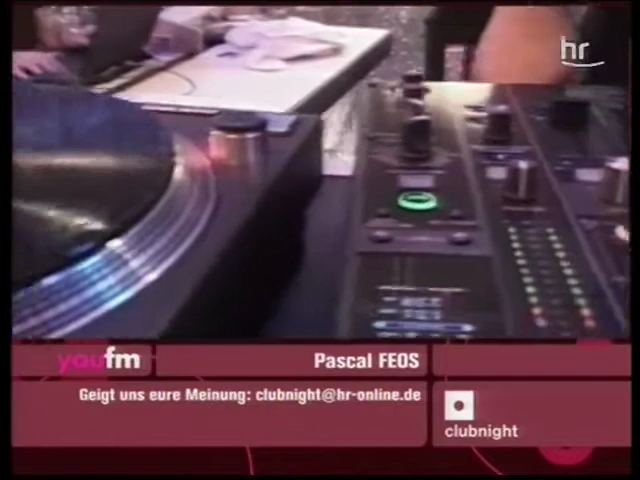 hr
youfm
Pascal FEOS
Geigt uns eure Meinung: clubnight@hr-online.de
clubnight